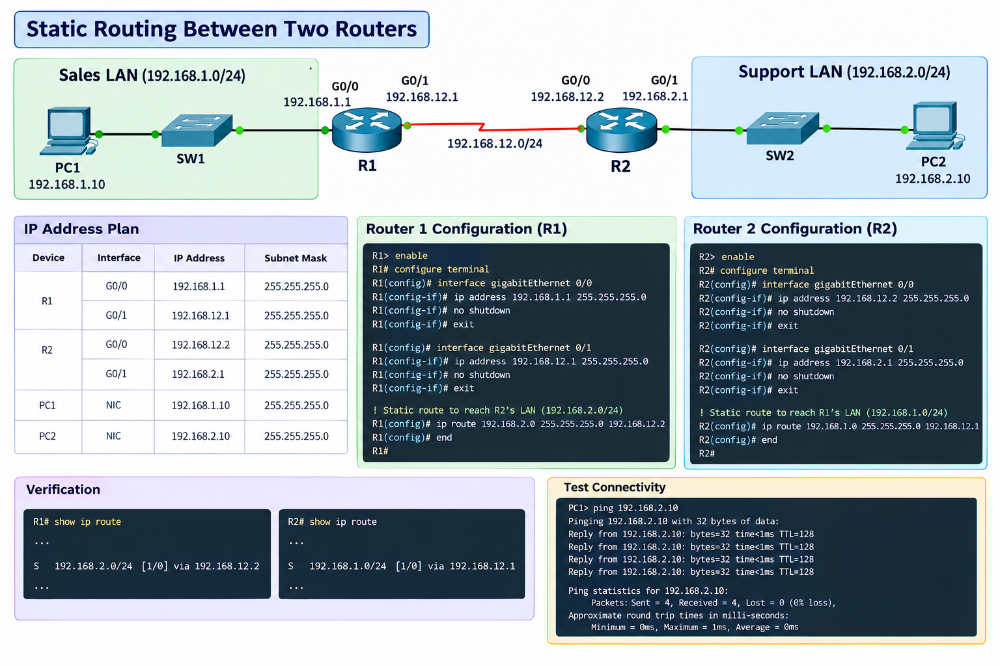 Static Routing Between Two Routers
Sales LAN (192.168.1.0/24)
G0/0
192.168.1.1
G0/1
192.168.12.1
G0/0
192.168.12.2
G0/1
192.168.2.1
Support LAN (192.168.2.0/24)
PC1
192.168.1.10
SW1
R1
192.168.12.0/24
R2
SW2
PC2
192.168.2.10
IP Address Plan
Device Interface IP Address Subnet Mask
R1 G0/0 192.168.1.1 255.255.255.0
G0/1 192.168.12.1 255.255.255.0
R2 G0/0 192.168.12.2 255.255.255.0
G0/1 192.168.2.1 255.255.255.0
PC1 NIC 192.168.1.10 255.255.255.0
PC2 NIC 192.168.2.10 255.255.255.0
Router 1 Configuration (R1)
R1> enable
R1# configure terminal
R1(config)# interface gigabitEthernet 0/0
R1(config-if)# ip address 192.168.1.1 255.255.255.0
R1(config-if)# no shutdown
R1(config-if)# exit
R1(config)# interface gigabitEthernet 0/1
R1(config-if)# ip address 192.168.12.1 255.255.255.0
R1(config-if)# no shutdown
R1(config-if)# exit
! Static route to reach R2's LAN (192.168.2.0/24)
R1(config)# ip route 192.168.2.0 255.255.255.0 192.168.12.2
R1(config)# end
R1#
Router 2 Configuration (R2)
R2> enable
R2# configure terminal
R2(config)# interface gigabitEthernet 0/0
R2(config-if)# ip address 192.168.12.2 255.255.255.0
R2(config-if)# no shutdown
R2(config-if)# exit
R2(config)# interface gigabitEthernet 0/1
R2(config-if)# ip address 192.168.2.1 255.255.255.0
R2(config-if)# no shutdown
R2(config-if)# exit
! Static route to reach R1's LAN (192.168.1.0/24)
R2(config)# ip route 192.168.1.0 255.255.255.0 192.168.12.1
R2(config)# end
R2#
Verification
R1# show ip route
...
S 192.168.2.0/24 [1/0] via 192.168.12.2
...
R2# show ip route
...
S 192.168.1.0/24 [1/0] via 192.168.12.1
...
Test Connectivity
PC1> ping 192.168.2.10
Pinging 192.168.2.10 with 32 bytes of data:
Reply from 192.168.2.10: bytes=32 time<1ms TTL=128
Reply from 192.168.2.10: bytes=32 time<1ms TTL=128
Reply from 192.168.2.10: bytes=32 time<1ms TTL=128
Reply from 192.168.2.10: bytes=32 time<1ms TTL=128
Ping statistics for 192.168.2.10:
Packets: Sent = 4, Received = 4, Lost = 0 (0% loss),
Approximate round trip times in milli-seconds:
Minimum = 0ms, Maximum = 1ms, Average = 0ms